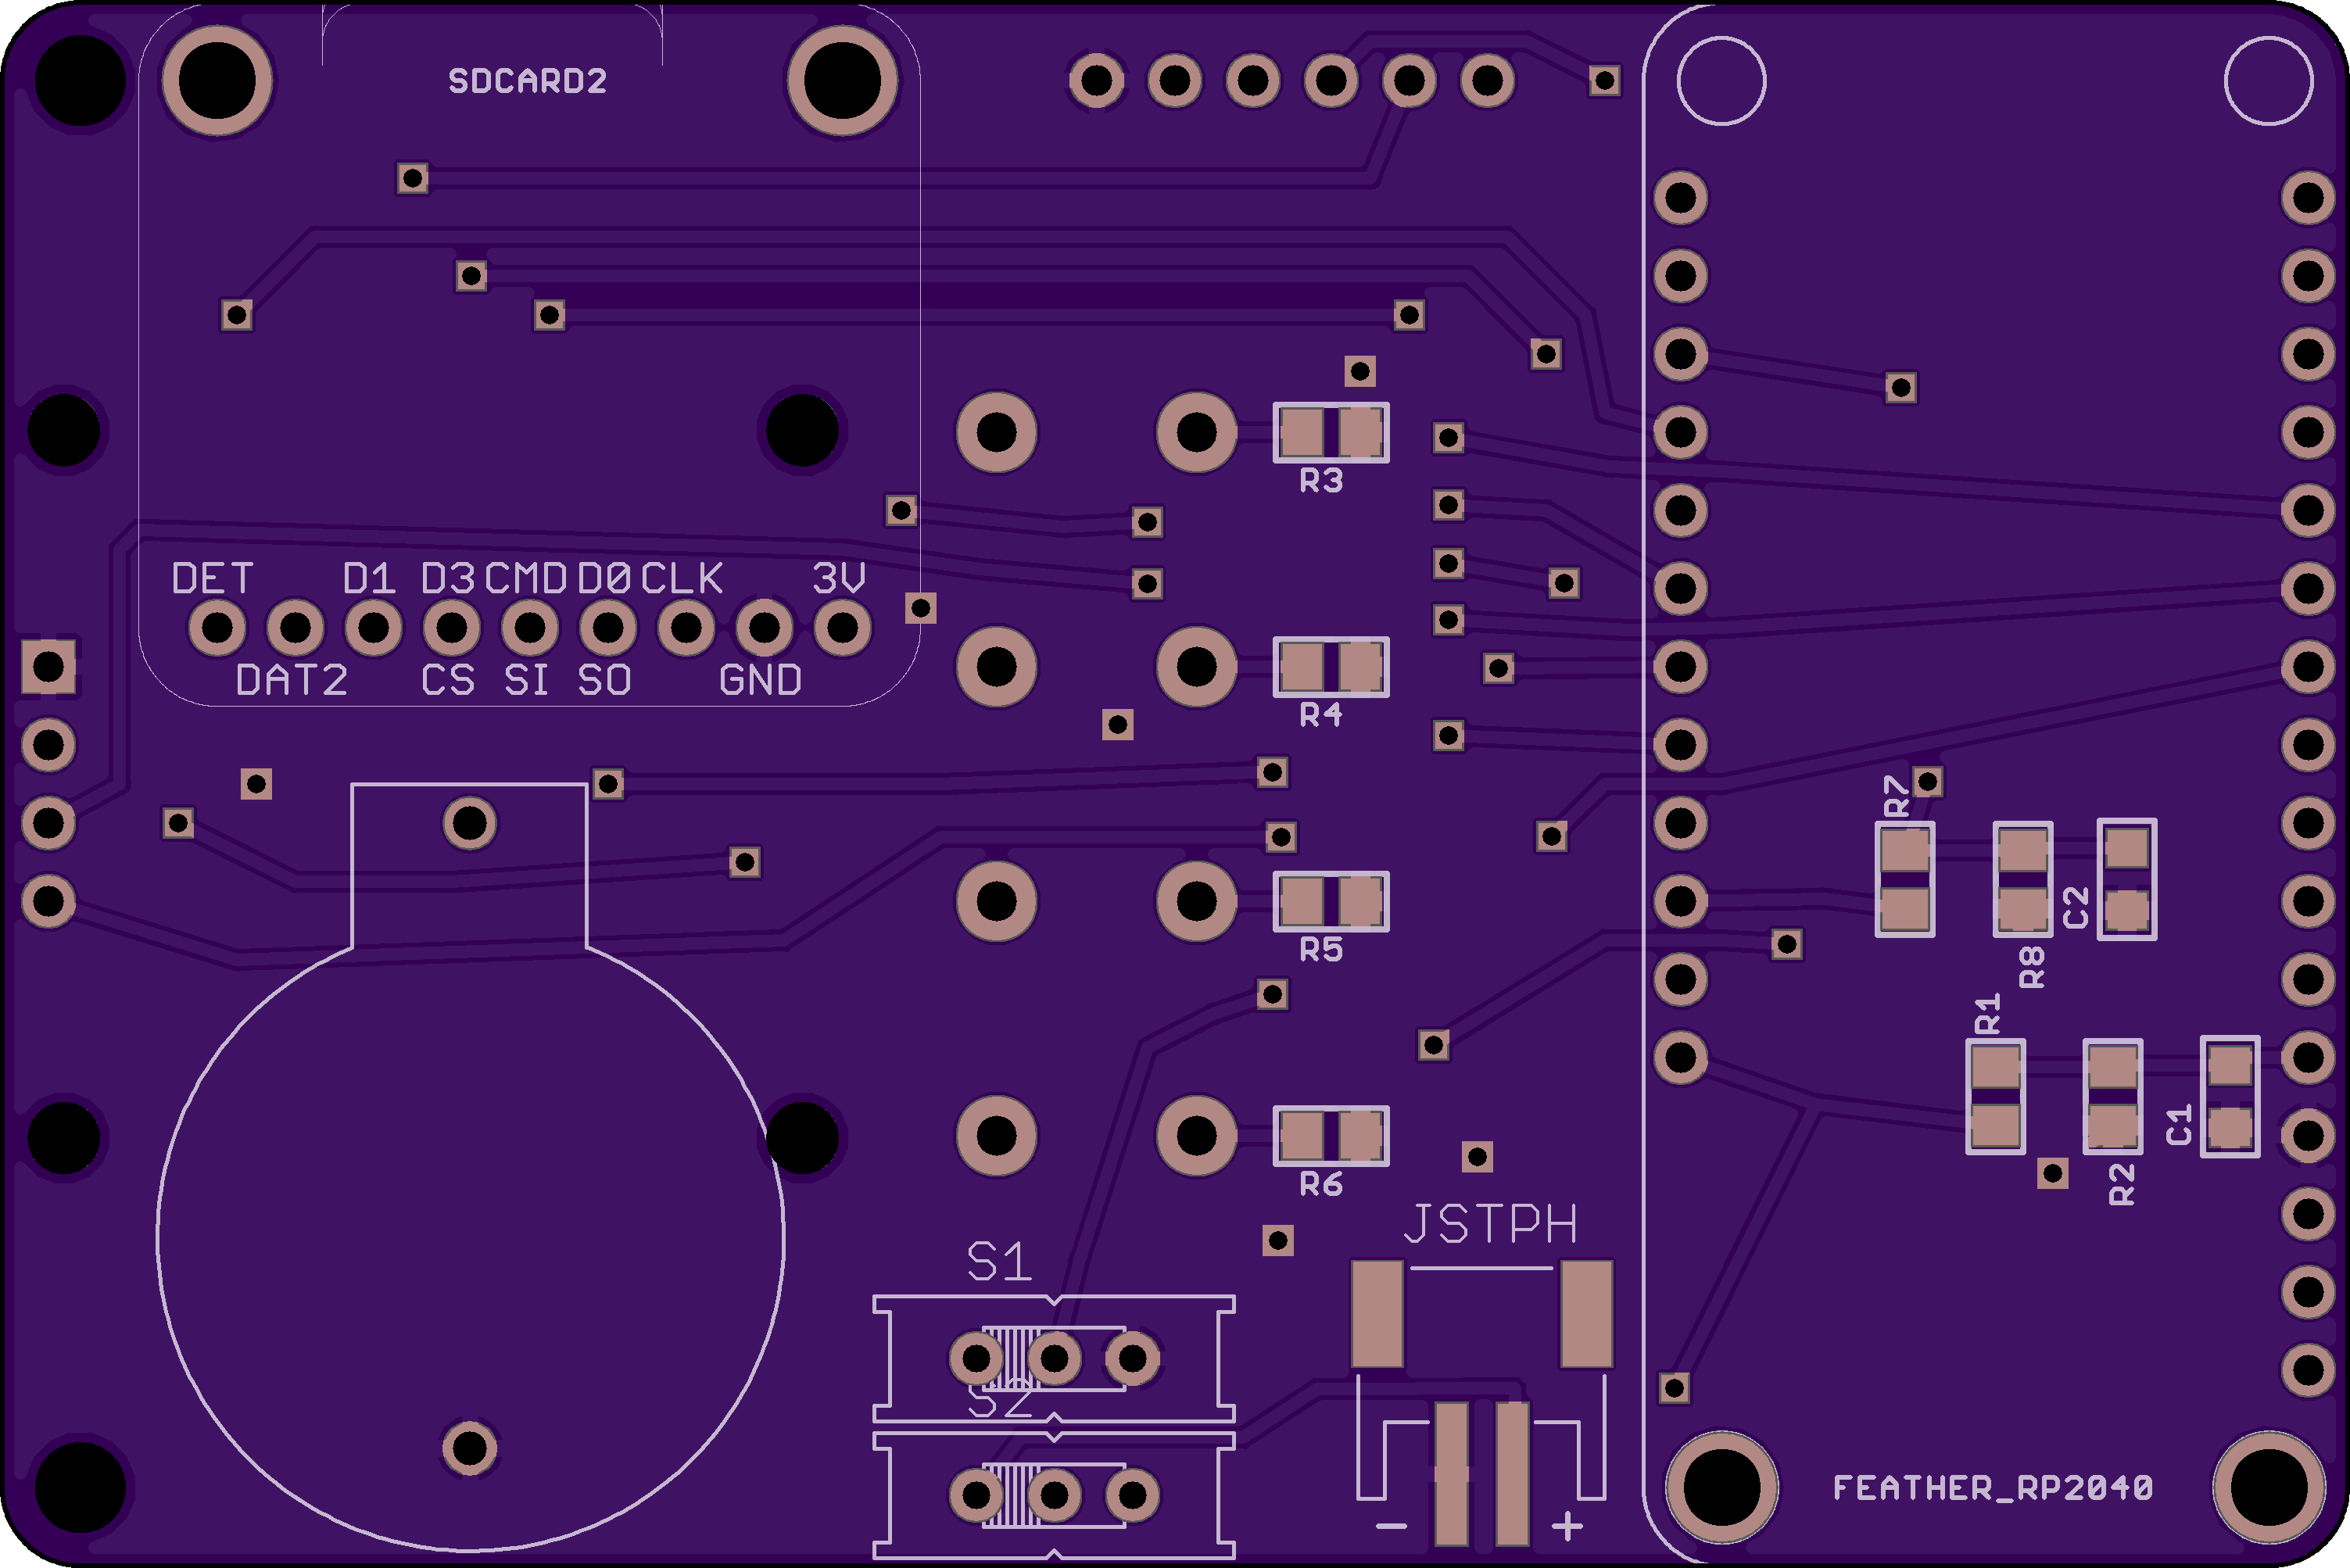 SDCARD2
R3
DET D1 D3 CMD D0 CLK 3V
DAT2 CS SI SO GND
R4
R7
C2
R5
R8
R1
C1
R6
R2
JSTPH
S1
S2
FEATHER_RP2040
- +